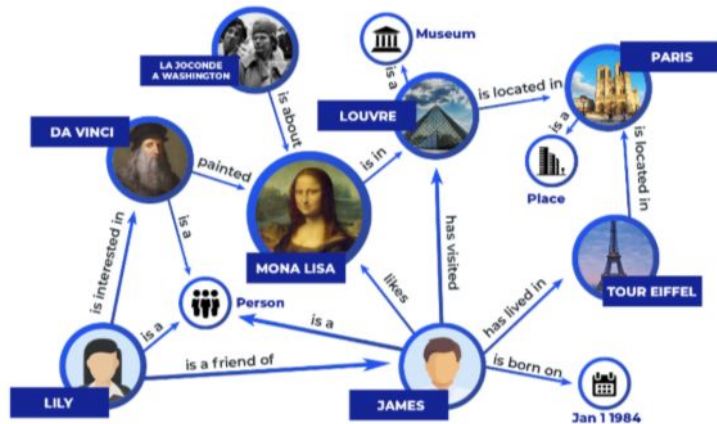 Museum
is a
LA JOCONDE
A WASHINGTON
PARIS
is about
is located in
LOUVRE
is a
is located in
DA VINCI
painted
is in
Place
is a
has visited
is interested in
MONA LISA
likes
TOUR EIFFEL
Person
is a
is a
has lived in
is a friend of
is born on
LILY
JAMES
Jan 1 1984